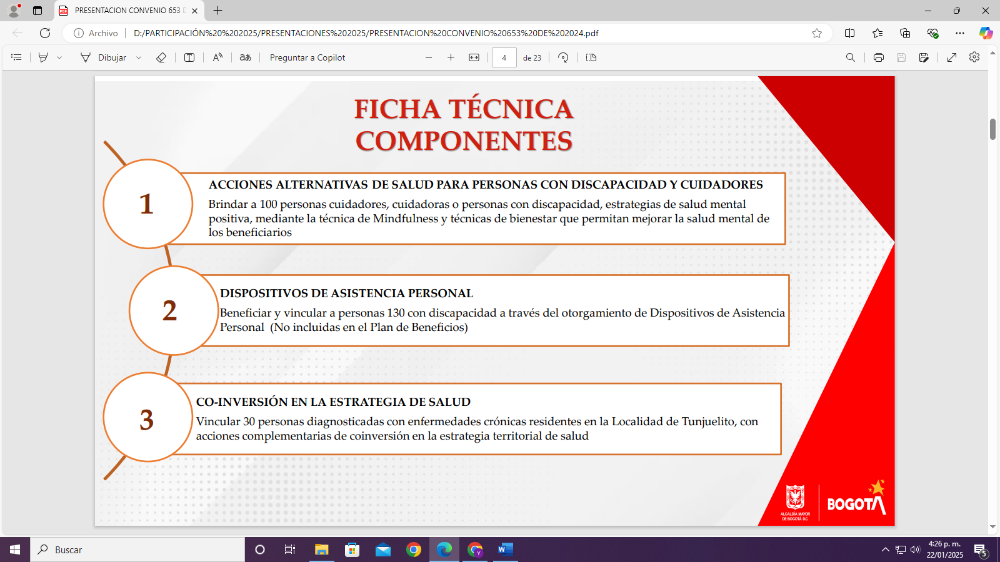 PRESENTACION CONVENIO 653 D
Archivo
D:/PARTICIPACIÓN%20%202025/PRESENTACIONES%202025/PRESENTACION%20CONVENIO%20653%20DE%202024.pdf
Dibujar
Preguntar a Copilot
4
de 23
FICHA TÉCNICA
COMPONENTES
1
ACCIONES ALTERNATIVAS DE SALUD PARA PERSONAS CON DISCAPACIDAD Y CUIDADORES
Brindar a 100 personas cuidadores, cuidadoras o personas con discapacidad, estrategias de salud mental
positiva, mediante la técnica de Mindfulness y técnicas de bienestar que permitan mejorar la salud mental de
los beneficiarios
2
DISPOSITIVOS DE ASISTENCIA PERSONAL
Beneficiar y vincular a personas 130 con discapacidad a través del otorgamiento de Dispositivos de Asistencia
Personal (No incluidas en el Plan de Beneficios)
3
CO-INVERSIÓN EN LA ESTRATEGIA DE SALUD
Vincular 30 personas diagnosticadas con enfermedades crónicas residentes en la Localidad de Tunjuelito, con
acciones complementarias de coinversión en la estrategia territorial de salud
ALCALDÍA MAYOR
DE BOGOTÁ D.C.
BOGOTÁ
Buscar
4:26 p. m.
22/01/2025
5